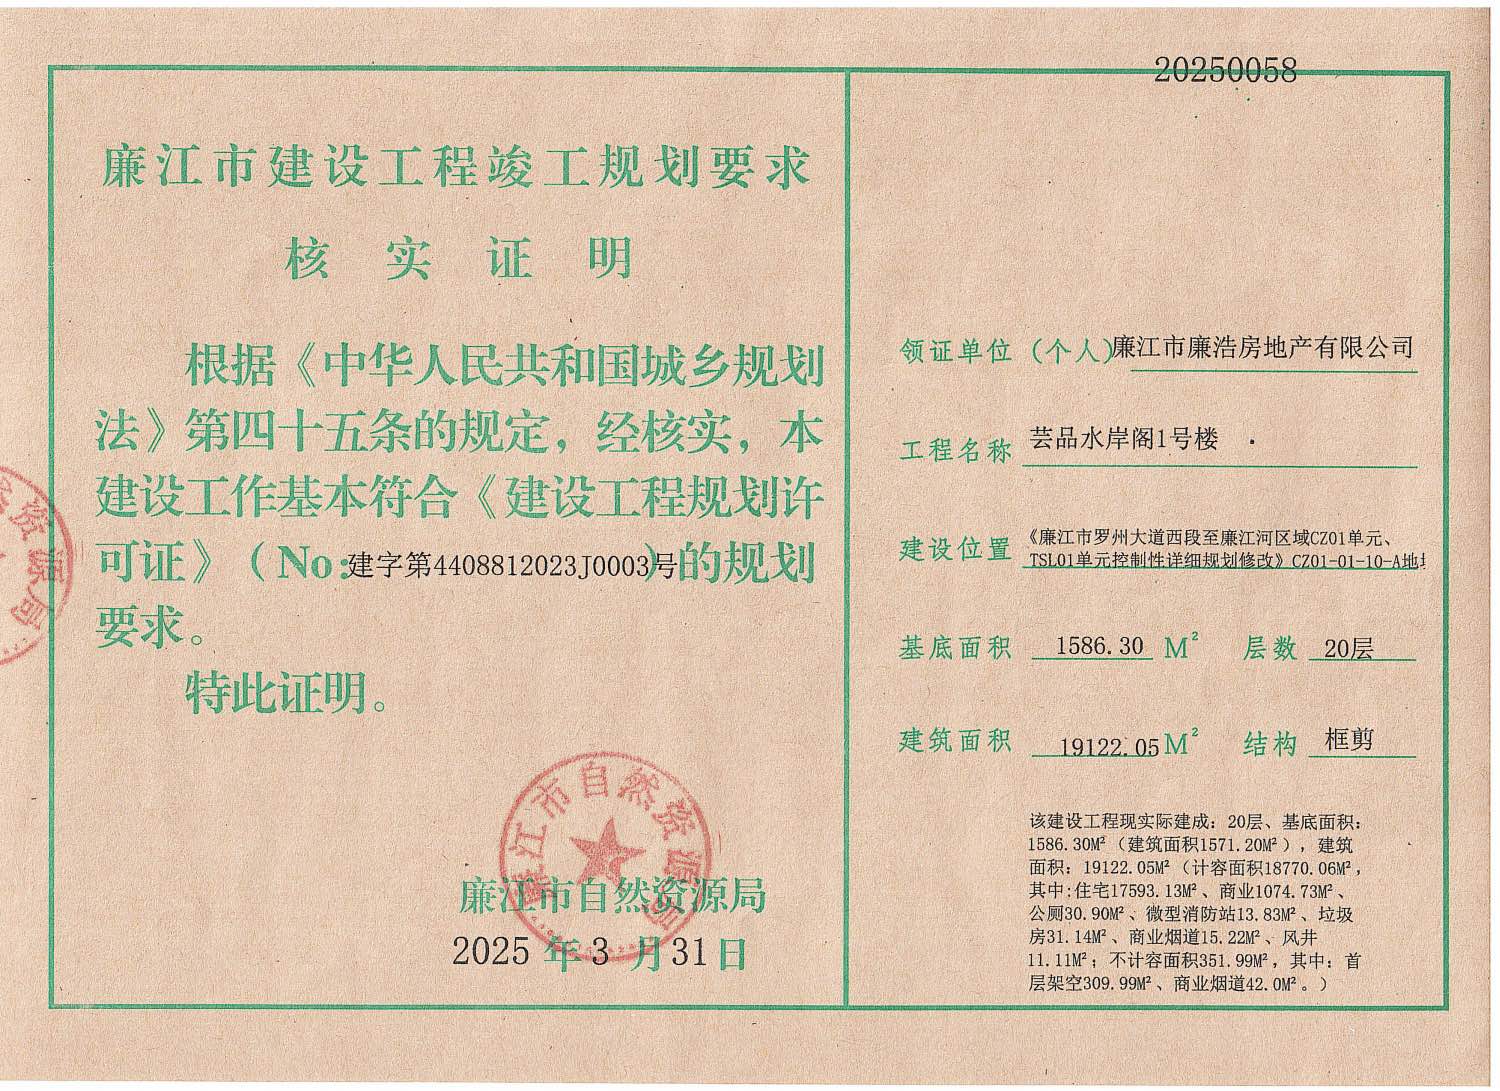 20250058
廉江市建设工程竣工规划要求
核实证明
根据《中华人民共和国城乡规划
法》第四十五条的规定，经核实，本
建设工作基本符合《建设工程规划许
可证》（No:建字第4408812023J0003号）的规划
要求。
特此证明。
廉江市自然资源局
廉江市自然资源局
2025年3月31日
然资源局
领证单位（个人）廉江市廉浩房地产有限公司
工程名称 芸品水岸阁1号楼
建设位置 《廉江市罗州大道西段至廉江河区域CZ01单元、
TSL01单元控制性详细规划修改》CZ01-01-10-A地
基底面积 1586.30 M² 层数 20层
建筑面积 19122.05 M² 结构 框剪
该建设工程现实际建成：20层、基底面积：
1586.30M²（建筑面积1571.20M²），建筑
面积：19122.05M²（计容面积18770.06M²，
其中:住宅17593.13M²、商业1074.73M²、
公厕30.90M²、微型消防站13.83M²、垃圾
房31.14M²、商业烟道15.22M²、风井
11.11M²；不计容面积351.99M²，其中：首
层架空309.99M²、商业烟道42.0M²。）